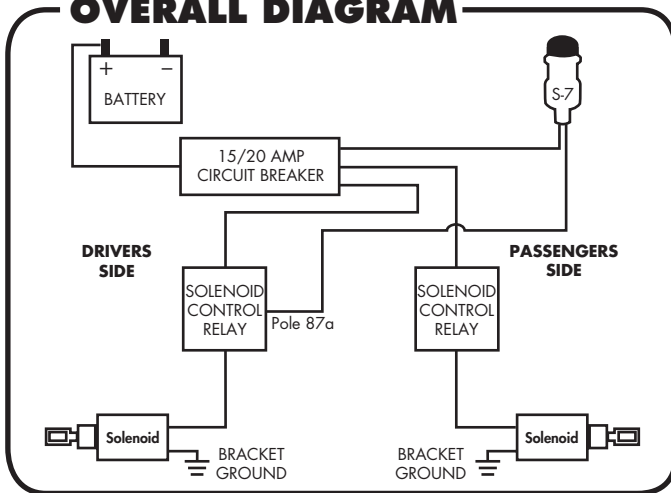 OVERALL DIAGRAM
+ −
BATTERY
S-7
15/20 AMP
CIRCUIT BREAKER
DRIVERS
SIDE
PASSENGERS
SIDE
SOLENOID
CONTROL
RELAY
Pole 87a
SOLENOID
CONTROL
RELAY
Solenoid
BRACKET
GROUND
BRACKET
GROUND
Solenoid